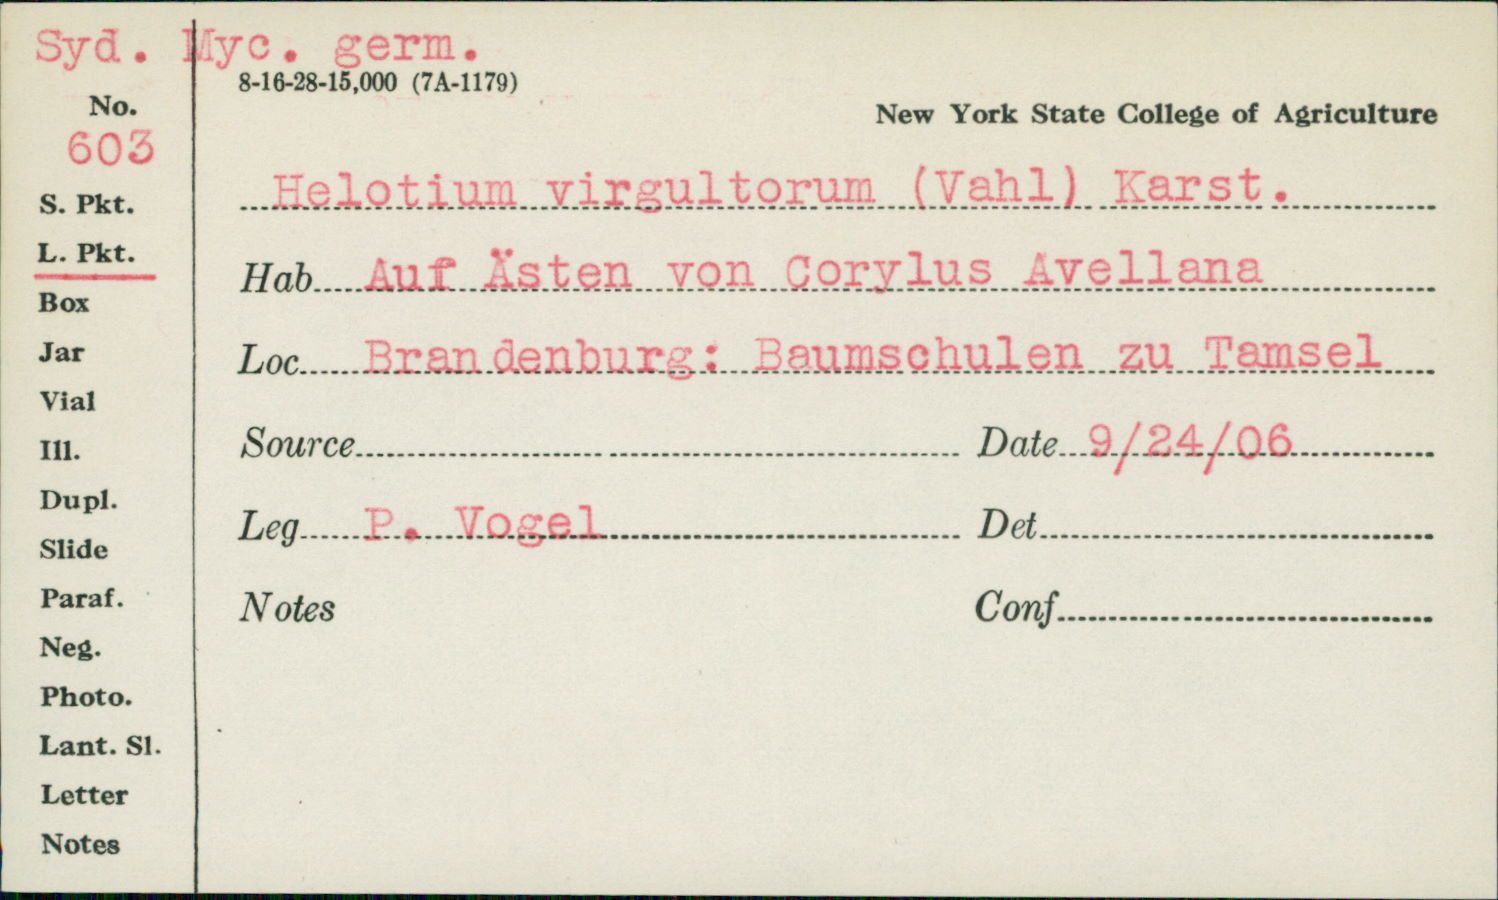 Syd. Myc. germ.
8-16-28-15,000 (7A-1179)
New York State College of Agriculture
No.
603
S. Pkt.
L. Pkt.
Box
Jar
Vial
Ill.
Dupl.
Slide
Paraf.
Neg.
Photo.
Lant. Sl.
Letter
Notes
Helotium virgultorum (Vahl) Karst.
Hab Auf Ästen von Corylus Avellana
Loc Brandenburg: Baumschulen zu Tamsel
Source Date 9/24/06
Leg P. Vogel Det
Notes Conf